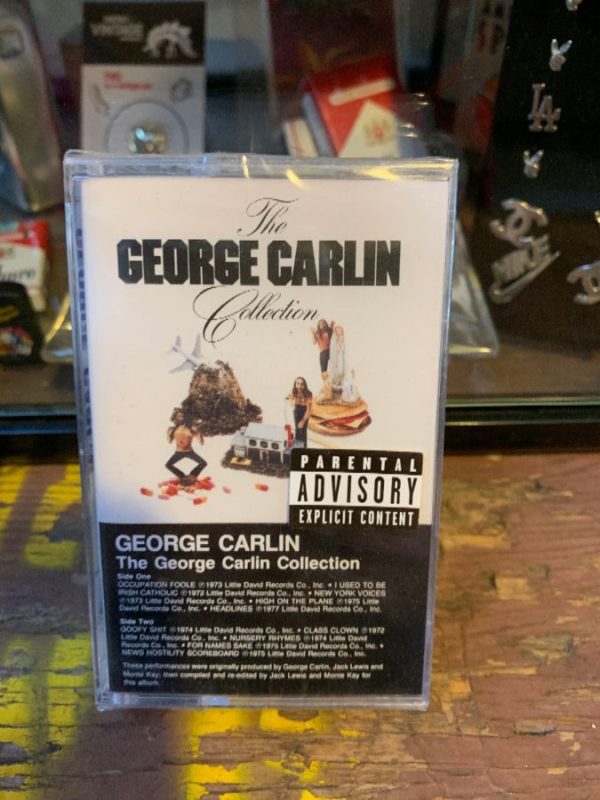 The
GEORGE CARLIN
Collection
PARENTAL
ADVISORY
EXPLICIT CONTENT
GEORGE CARLIN
The George Carlin Collection
Side One
OCCUPATION FOOLE ℗1973 Little David Records Co., Inc. • I USED TO BE
IRISH CATHOLIC ℗1972 Little David Records Co., Inc. • NEW YORK VOICES
℗1973 Little David Records Co., Inc. • HIGH ON THE PLANE ℗1975 Little
David Records Co., Inc. • HEADLINES ℗1977 Little David Records Co., Inc.
Side Two
GOOFY SHIT ℗1974 Little David Records Co., Inc. • CLASS CLOWN ℗1972
Little David Records Co., Inc. • NURSERY RHYMES ℗1974 Little David
Records Co., Inc. • FOR NAMES SAKE ℗1975 Little David Records Co., Inc. •
NEWS HOSTILITY SCOREBOARD ℗1975 Little David Records Co., Inc.
These performances were originally produced by George Carlin, Jack Lewis and
Monte Kay; then compiled and re-edited by Jack Lewis and Monte Kay for
this album.
LA
NIKE